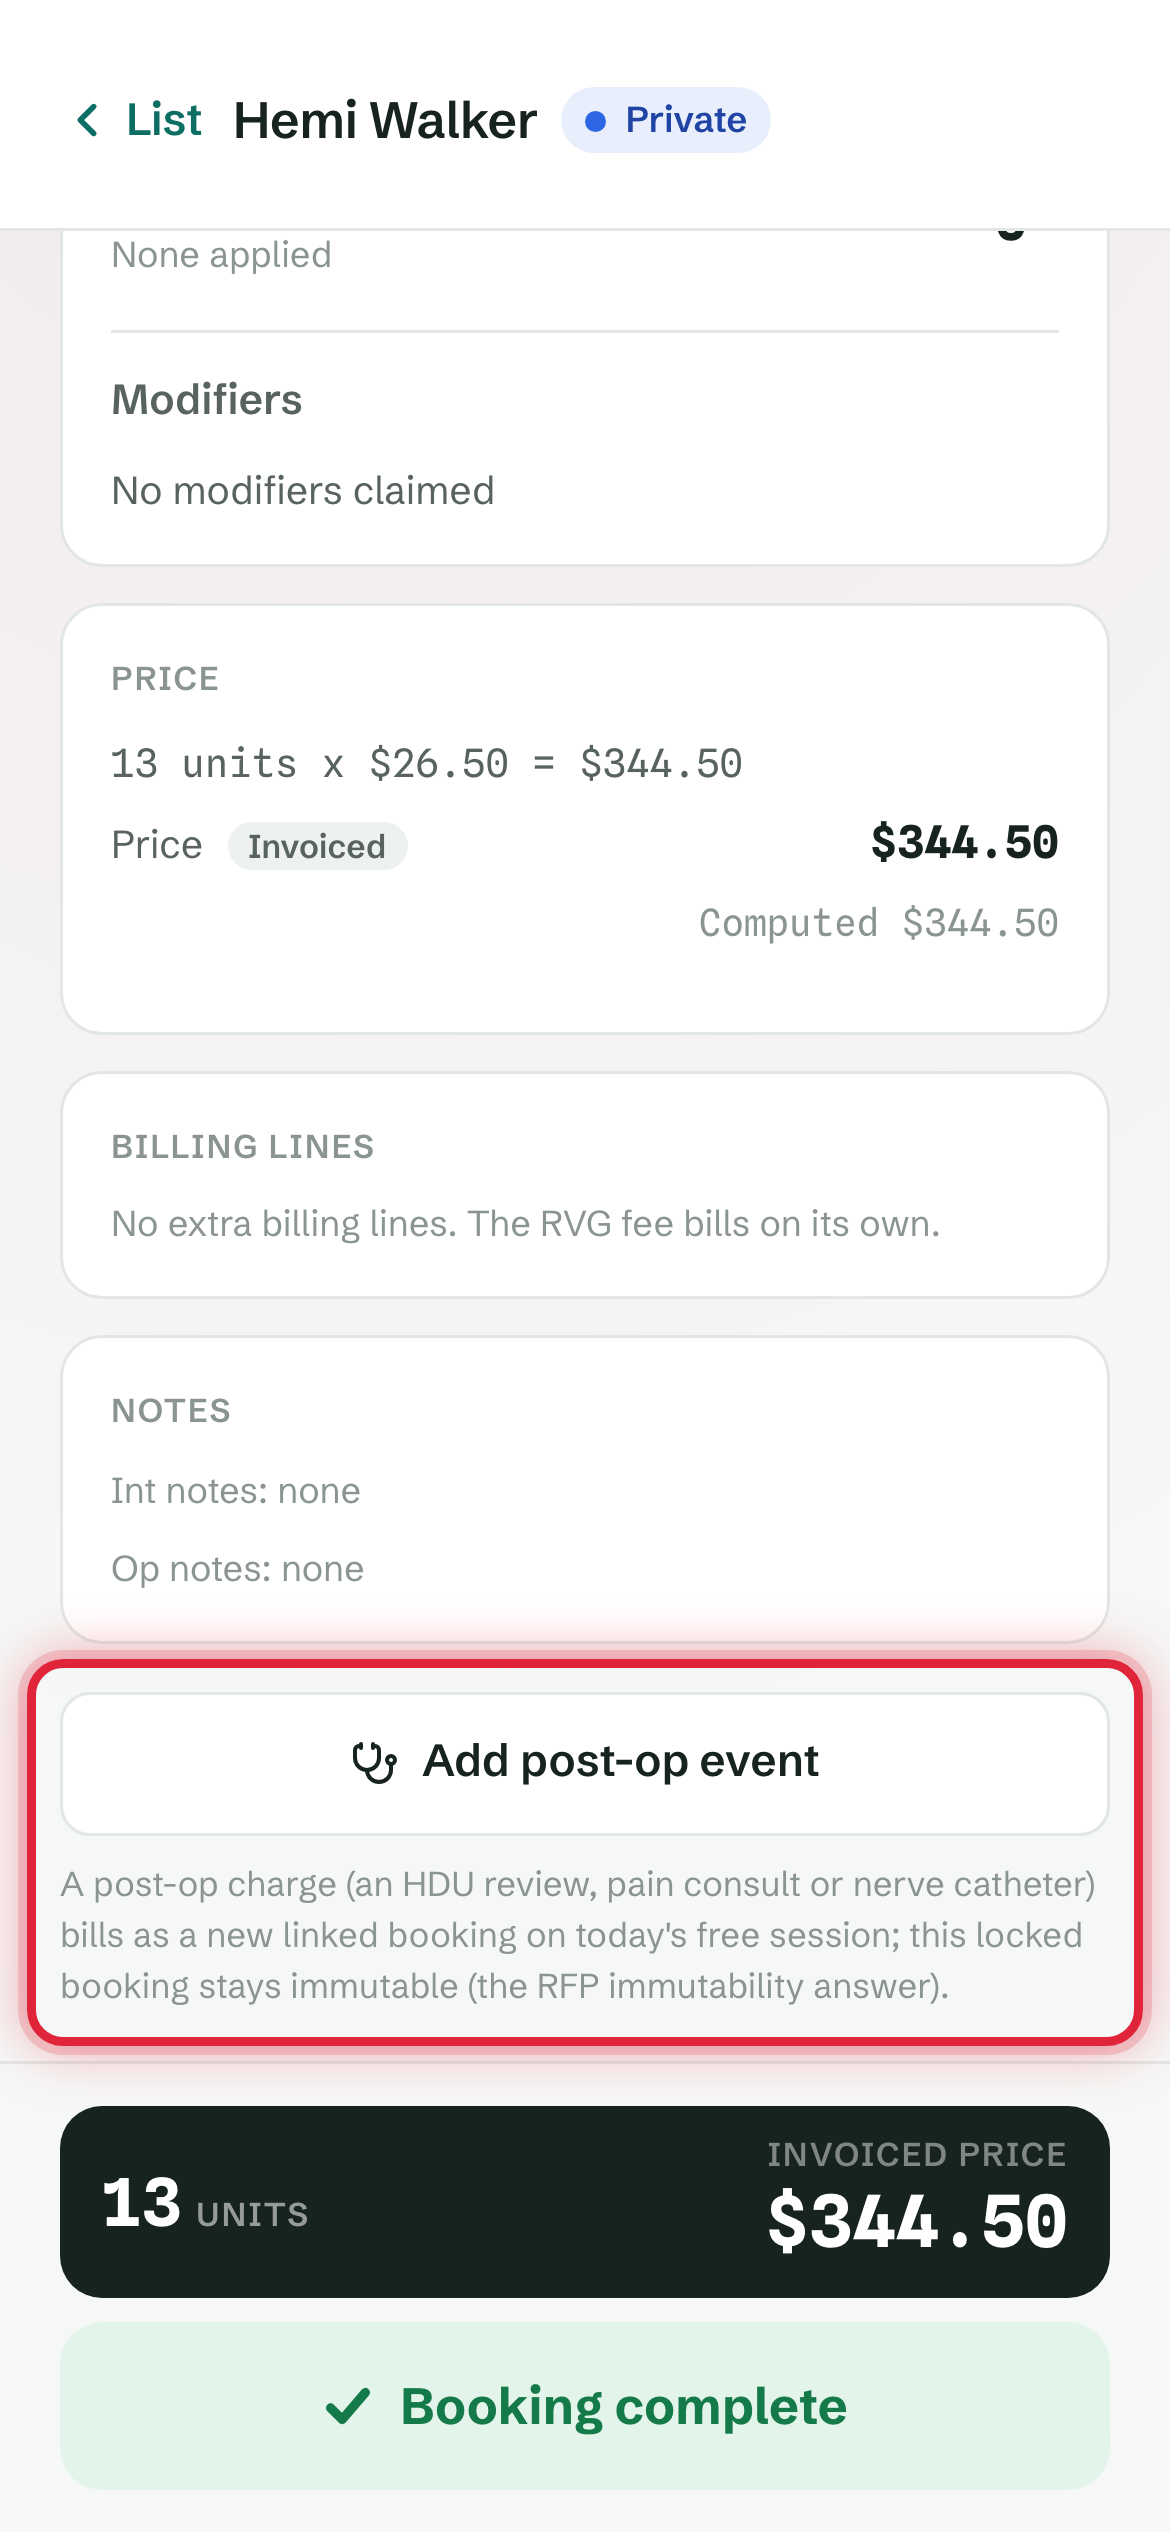 List Hemi Walker Private
None applied
Modifiers
No modifiers claimed
PRICE
13 units x $26.50 = $344.50
Price Invoiced $344.50
Computed $344.50
BILLING LINES
No extra billing lines. The RVG fee bills on its own.
NOTES
Int notes: none
Op notes: none
Add post-op event
A post-op charge (an HDU review, pain consult or nerve catheter)
bills as a new linked booking on today's free session; this locked
booking stays immutable (the RFP immutability answer).
INVOICED PRICE
13 UNITS $344.50
Booking complete